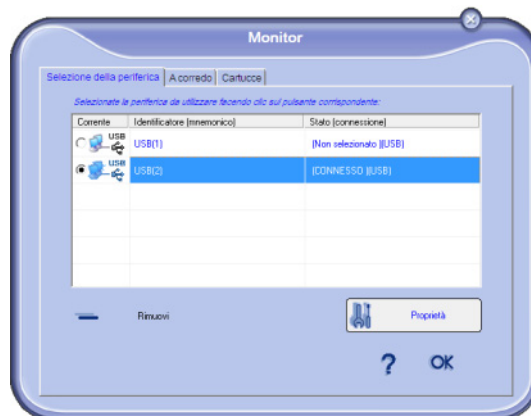 Monitor
Selezione della periferica A corredo Cartucce
Selezionate la periferica da utilizzare facendo clic sul pulsante corrispondente:
Corrente Identificatore (mnemonico) Stato (connessione)
USB USB(1) (Non selezionato )(USB)
USB USB(2) (CONNESSO )(USB)
Rimuovi Proprietà
? OK